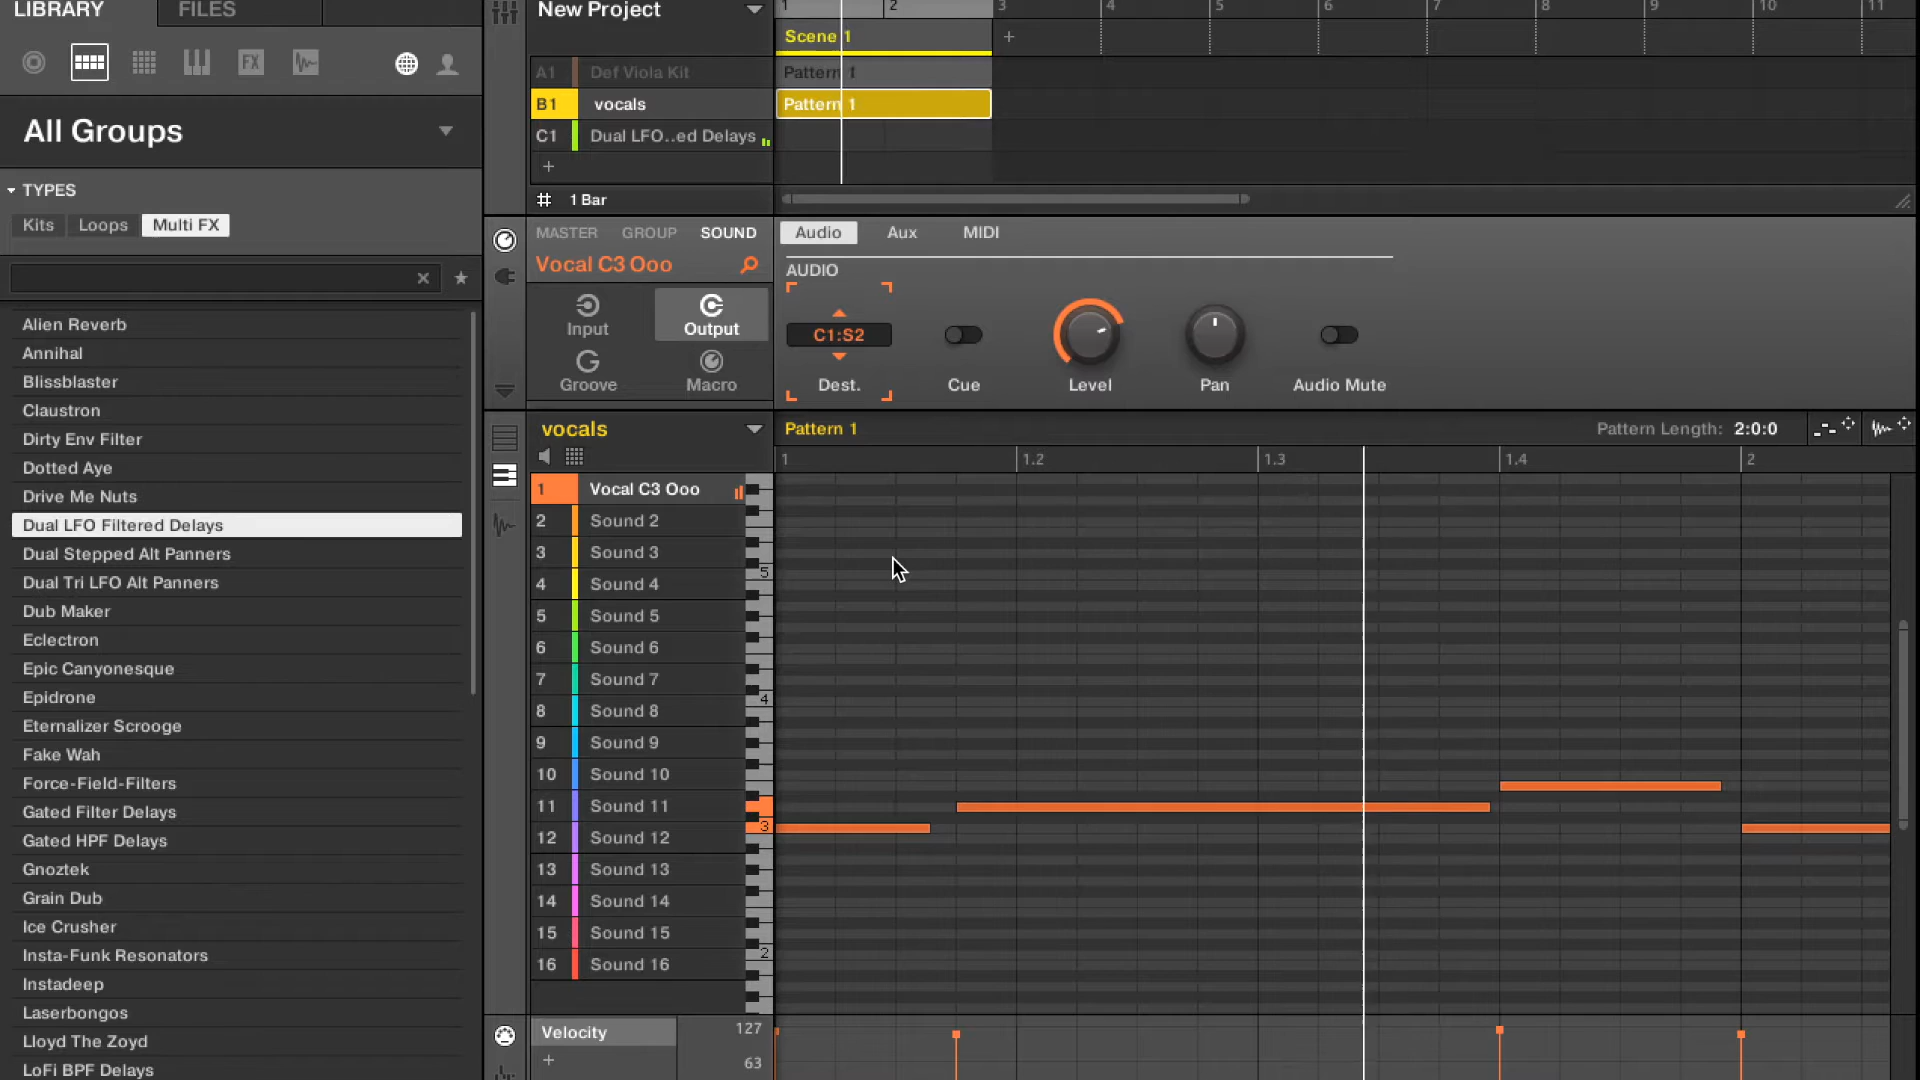 LIBRARY
FILES
FX
All Groups
TYPES
Kits
Loops
Multi FX
Alien Reverb
Annihal
Blissblaster
Claustron
Dirty Env Filter
Dotted Aye
Drive Me Nuts
Dual LFO Filtered Delays
Dual Stepped Alt Panners
Dual Tri LFO Alt Panners
Dub Maker
Eclectron
Epic Canyonesque
Epidrone
Eternalizer Scrooge
Fake Wah
Force-Field-Filters
Gated Filter Delays
Gated HPF Delays
Gnoztek
Grain Dub
Ice Crusher
Insta-Funk Resonators
Instadeep
Laserbongos
Lloyd The Zoyd
LoFi BPF Delays
New Project
1 2 3 4 5 6 7 8 9 10 11
Scene 1
+
A1 Def Viola Kit
Pattern 1
B1 vocals
Pattern 1
C1 Dual LFO..ed Delays
+
1 Bar
MASTER GROUP SOUND
Vocal C3 Ooo
Input
Output
Groove
Macro
Audio Aux MIDI
AUDIO
C1:S2
Dest. Cue Level Pan Audio Mute
vocals
Pattern 1
Pattern Length: 2:0:0
1 1.2 1.3 1.4 2
1 Vocal C3 Ooo
2 Sound 2
3 Sound 3
4 Sound 4
5 Sound 5
6 Sound 6
7 Sound 7
8 Sound 8
9 Sound 9
10 Sound 10
11 Sound 11
12 Sound 12
13 Sound 13
14 Sound 14
15 Sound 15
16 Sound 16
5
4
3
2
Velocity
127
+
63